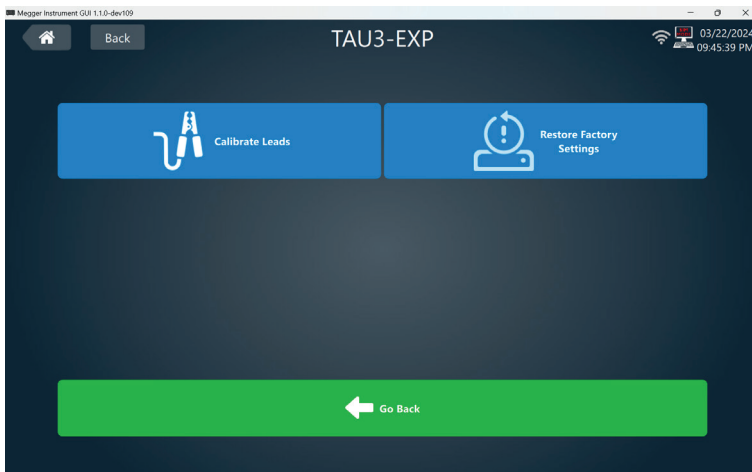 Megger Instrument GUI 1.1.0-dev109
Back
TAU3-EXP
03/22/2024
09:45:39 PM
Calibrate Leads
Restore Factory
Settings
Go Back